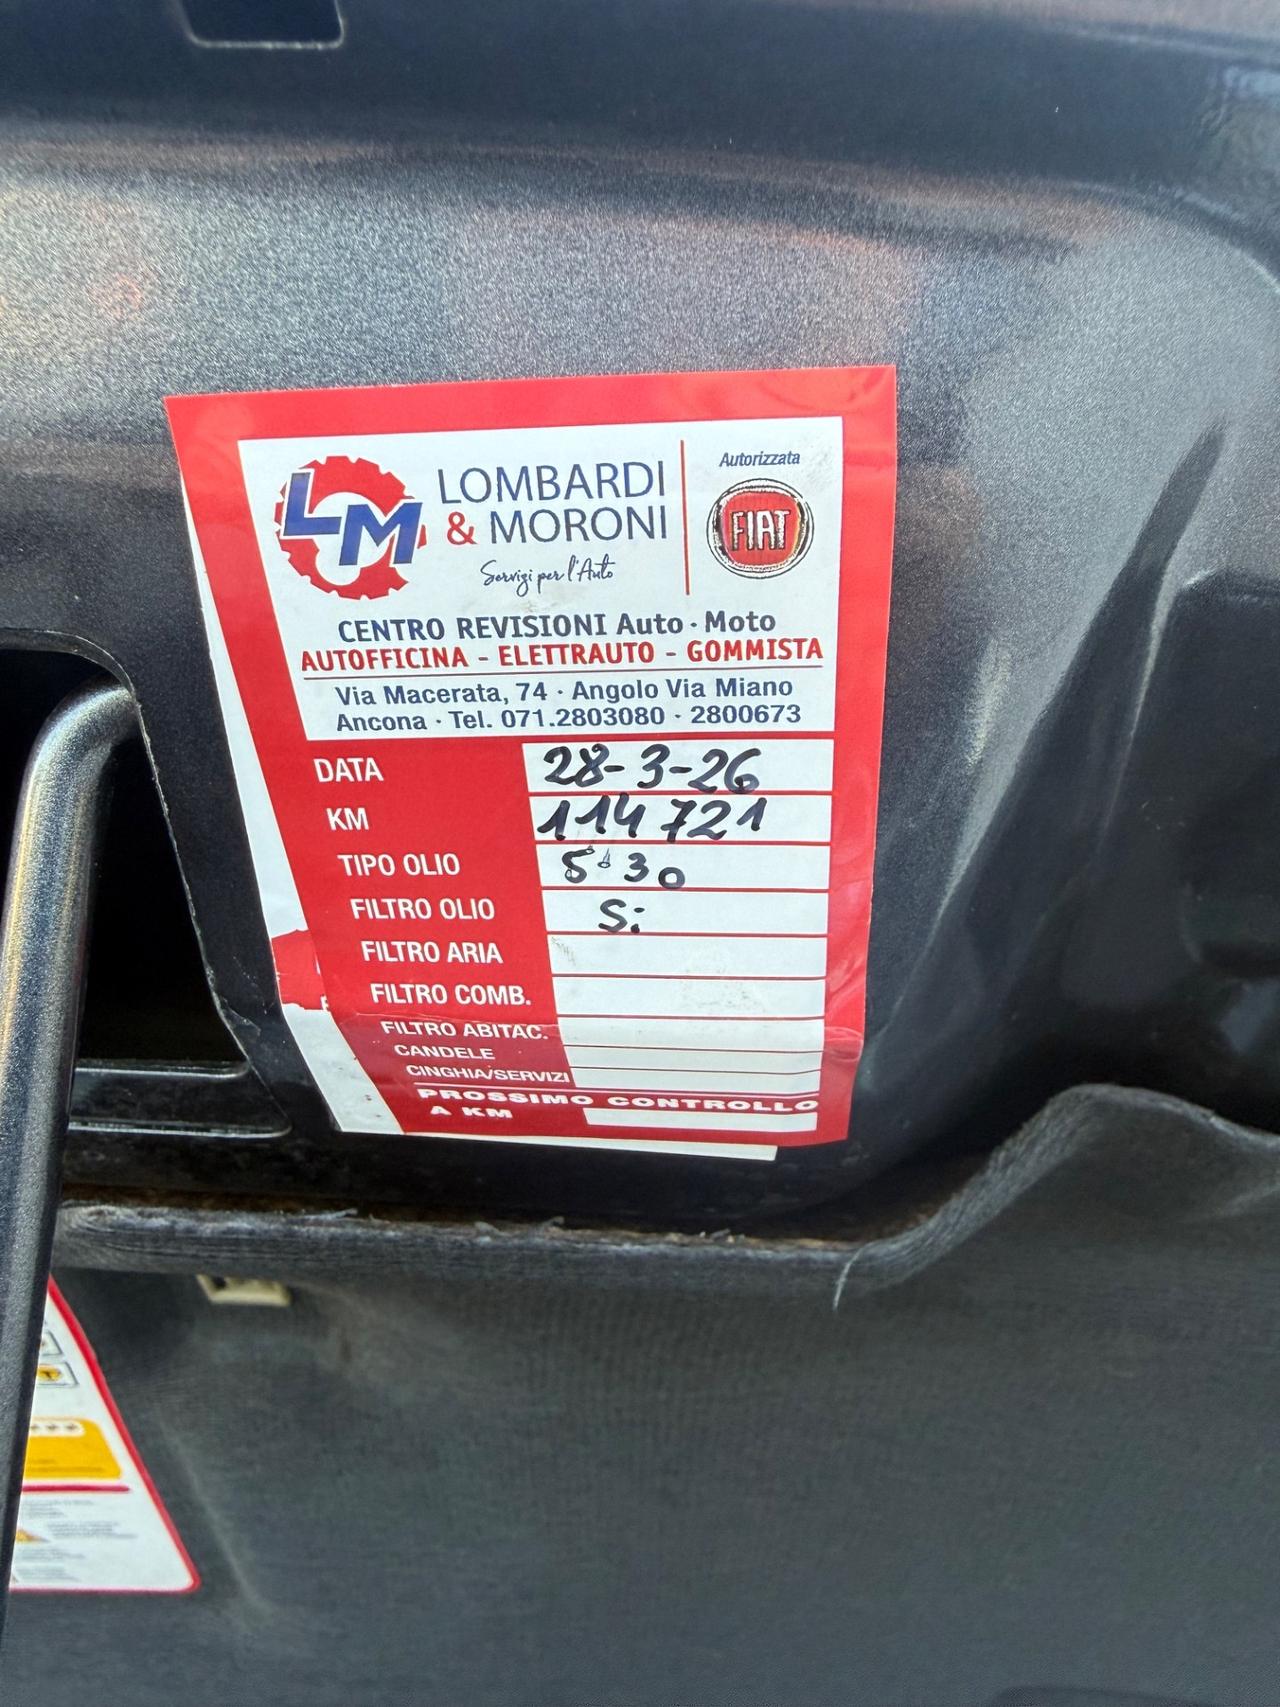 LM
LOMBARDI
& MORONI
Servizi per l'Auto
Autorizzata
FIAT
CENTRO REVISIONI Auto · Moto
AUTOFFICINA - ELETTRAUTO - GOMMISTA
Via Macerata, 74 · Angolo Via Miano
Ancona · Tel. 071.2803080 · 2800673
DATA 28-3-26
KM 114721
TIPO OLIO 5 30
FILTRO OLIO Si
FILTRO ARIA
FILTRO COMB.
FILTRO ABITAC.
CANDELE
CINGHIA/SERVIZI
PROSSIMO CONTROLLO
A KM